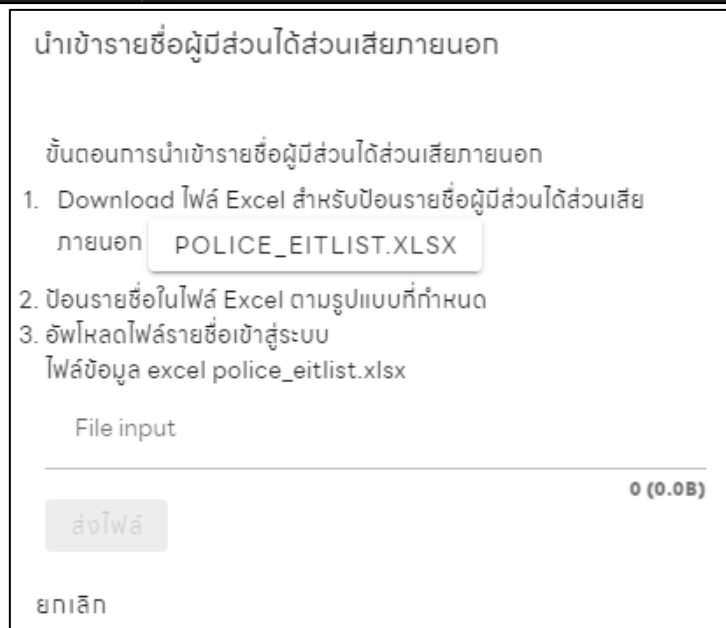 นำเข้ารายชื่อผู้มีส่วนได้ส่วนเสียภายนอก
ขั้นตอนการนำเข้ารายชื่อผู้มีส่วนได้ส่วนเสียภายนอก
1. Download ไฟล์ Excel สำหรับป้อนรายชื่อผู้มีส่วนได้ส่วนเสีย
ภายนอก POLICE_EITLIST.XLSX
2. ป้อนรายชื่อในไฟล์ Excel ตามรูปแบบที่กำหนด
3. อัพโหลดไฟล์รายชื่อเข้าสู่ระบบ
ไฟล์ข้อมูล excel police_eitlist.xlsx
File input
0 (0.0B)
ส่งไฟล์
ยกเลิก